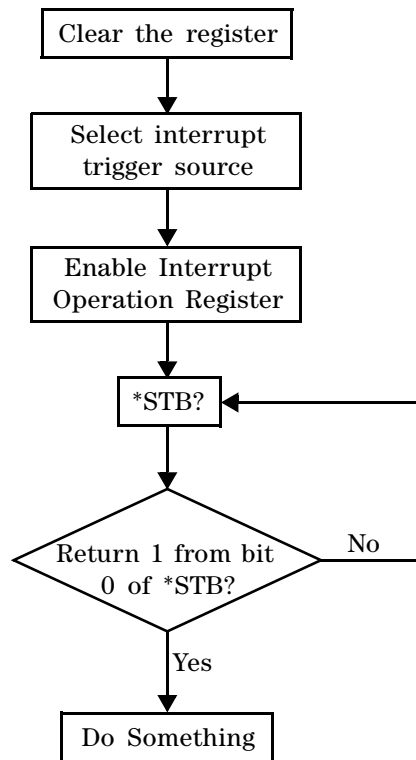 Clear the register
Select interrupt
trigger source
Enable Interrupt
Operation Register
*STB?
Return 1 from bit
0 of *STB?
No
Yes
Do Something